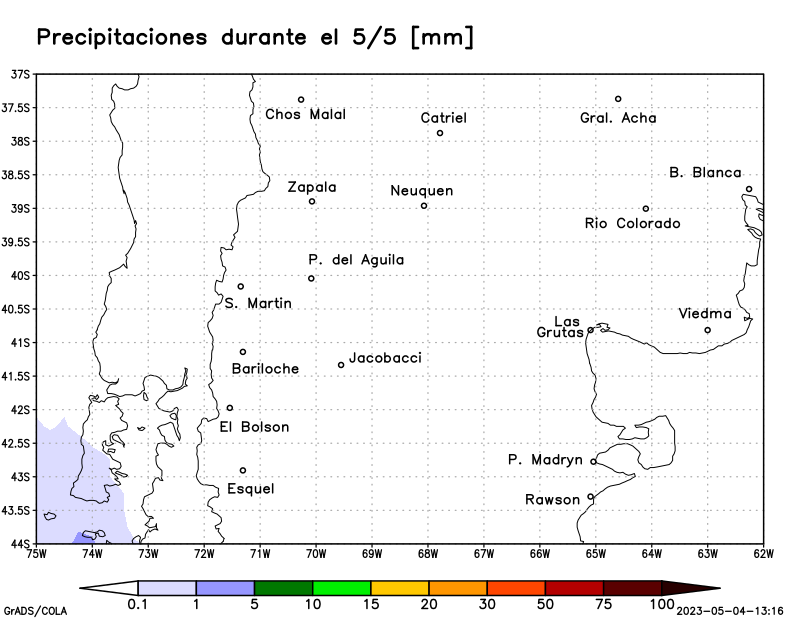 Precipitaciones durante el 5/5 [mm]
37S
37.5S
38S
38.5S
39S
39.5S
40S
40.5S
41S
41.5S
42S
42.5S
43S
43.5S
44S
Chos Malal
Catriel
Gral. Acha
B. Blanca
Zapala
Neuquen
Rio Colorado
P. del Aguila
S. Martin
Viedma
Las
Grutas
Bariloche
Jacobacci
El Bolson
P. Madryn
Esquel
Rawson
75W 74W 73W 72W 71W 70W 69W 68W 67W 66W 65W 64W 63W 62W
0.1 1 5 10 15 20 30 50 75 100
GrADS/COLA
2023-05-04-13:16